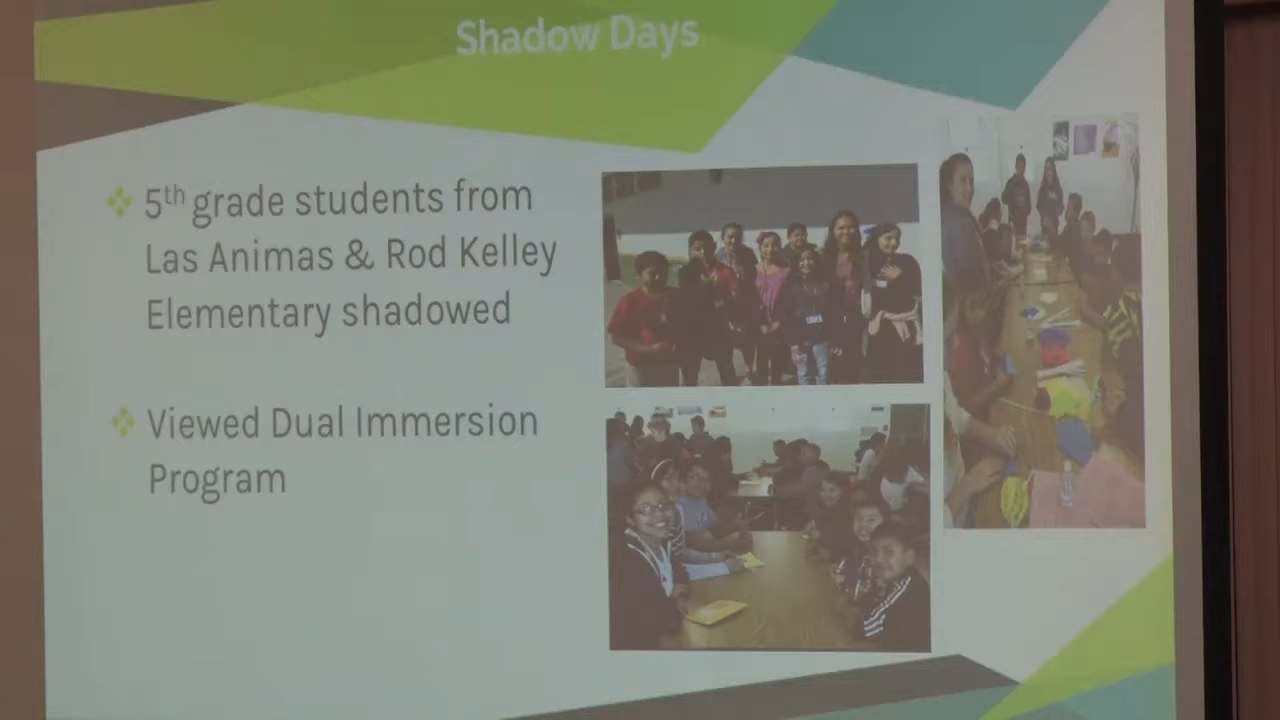 Shadow Days
5th grade students from
Las Animas & Rod Kelley
Elementary shadowed
Viewed Dual Immersion
Program